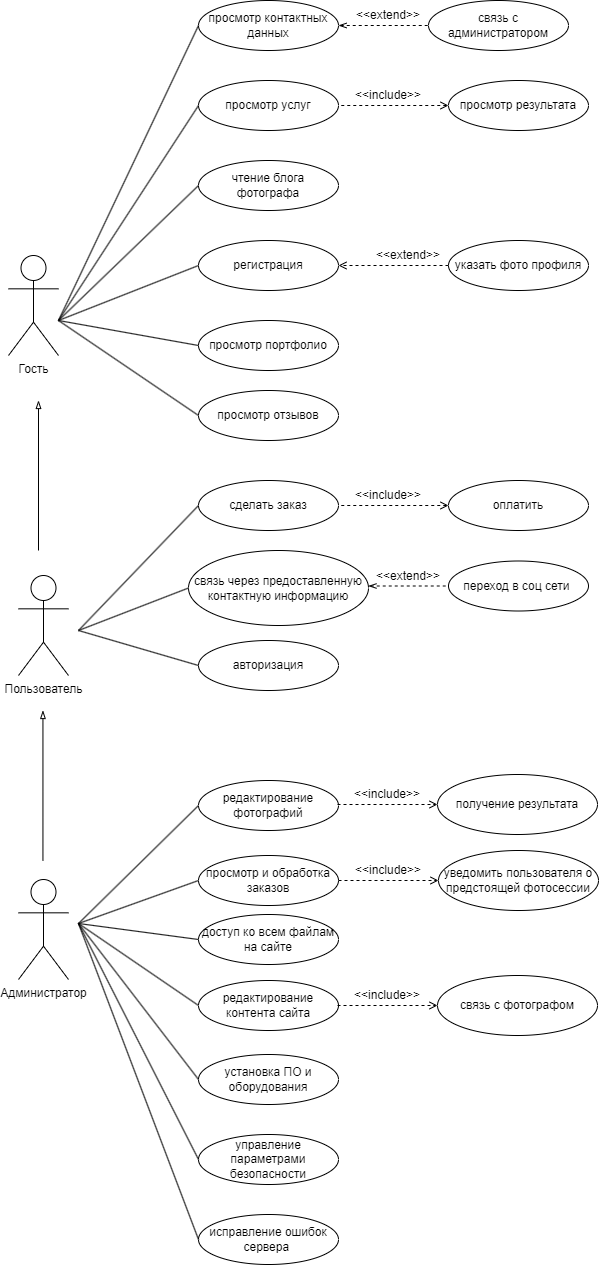 просмотр контактных
данных
<<extend>>
связь с
администратором
просмотр услуг
<<include>>
просмотр результата
чтение блога
фотографа
регистрация
<<extend>>
указать фото профиля
Гость
просмотр портфолио
просмотр отзывов
сделать заказ
<<include>>
оплатить
связь через предоставленную
контактную информацию
<<extend>>
переход в соц сети
авторизация
Пользователь
редактирование
фотографий
<<include>>
получение результата
просмотр и обработка
заказов
<<include>>
уведомить пользователя о
предстоящей фотосессии
доступ ко всем файлам
на сайте
Администратор
редактирование
контента сайта
<<include>>
связь с фотографом
установка ПО и
оборудования
управление
параметрами
безопасности
исправление ошибок
сервера